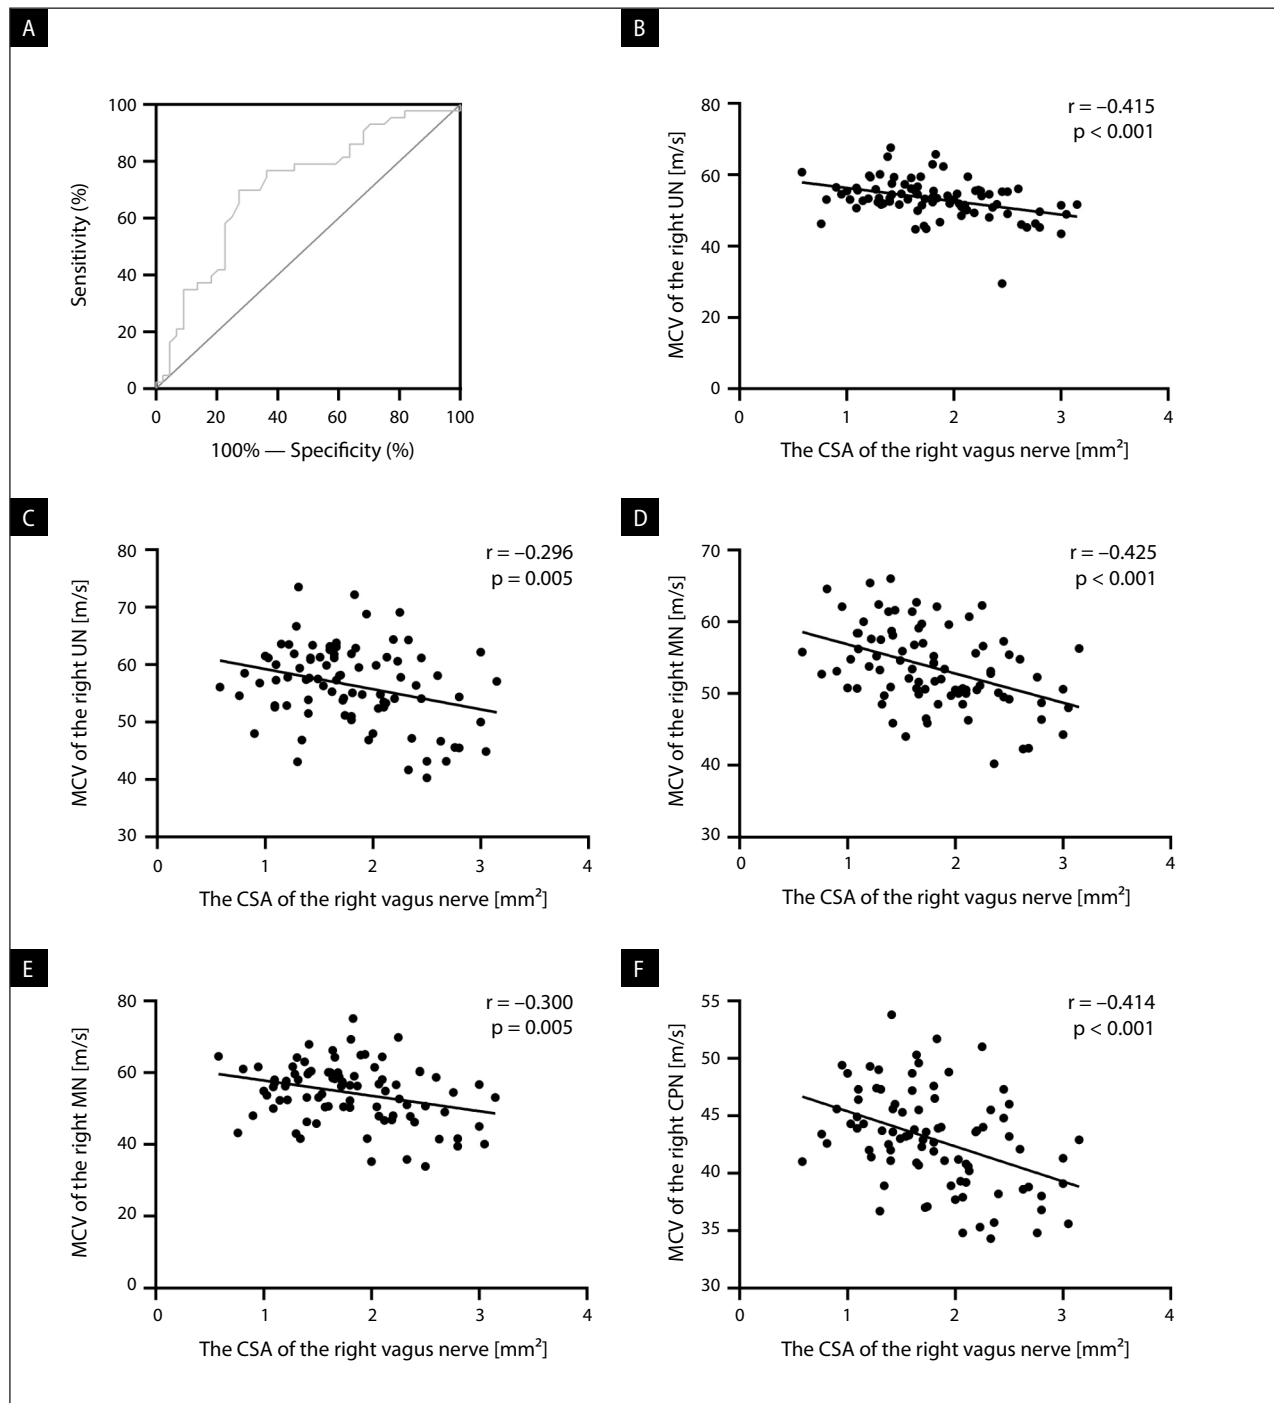 A
100
80
60
40
20
0
Sensitivity (%)
0 20 40 60 80 100
100% — Specificity (%)
B
r = –0.415
p < 0.001
80
60
40
20
0
MCV of the right UN [m/s]
0 1 2 3 4
The CSA of the right vagus nerve [mm²]
C
r = –0.296
p = 0.005
80
70
60
50
40
30
MCV of the right UN [m/s]
0 1 2 3 4
The CSA of the right vagus nerve [mm²]
D
r = –0.425
p < 0.001
70
60
50
40
30
MCV of the right MN [m/s]
0 1 2 3 4
The CSA of the right vagus nerve [mm²]
E
r = –0.300
p = 0.005
80
60
40
20
0
MCV of the right MN [m/s]
0 1 2 3 4
The CSA of the right vagus nerve [mm²]
F
r = –0.414
p < 0.001
55
50
45
40
35
30
MCV of the right CPN [m/s]
0 1 2 3 4
The CSA of the right vagus nerve [mm²]